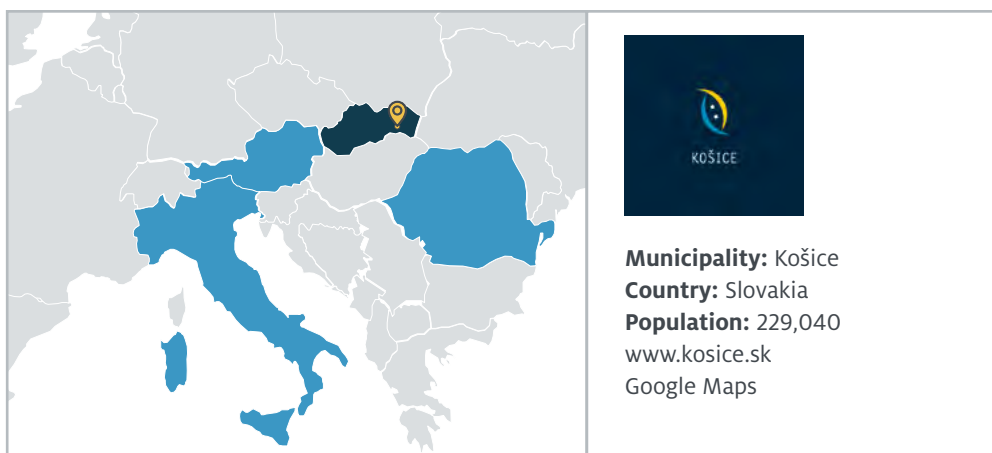 KOŠICE
Municipality: Košice
Country: Slovakia
Population: 229,040
www.kosice.sk
Google Maps